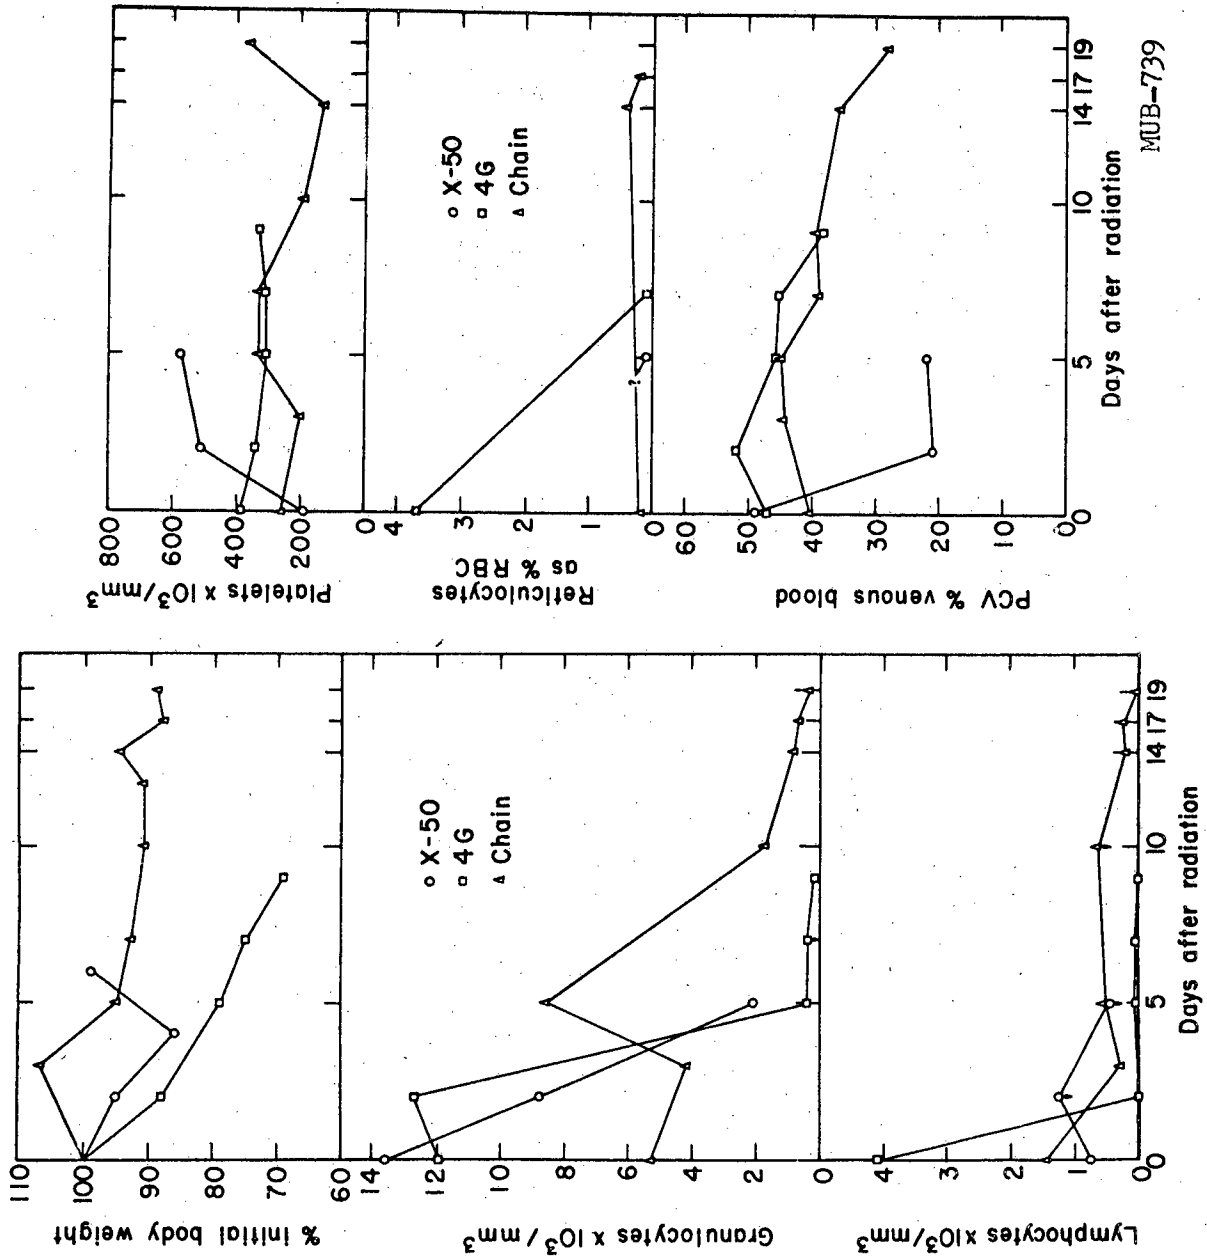 110
100
90
80
70
60
% initial body weight
14
12
10
8
6
4
2
0
Granulocytes x 10³ / mm³
o X-50
□ 4G
△ Chain
4
3
2
1
0
Lymphocytes x10³/mm³
0
5
10
14 17 19
Days after radiation
800
600
400
200
0
Platelets x 10³/mm³
4
3
2
1
0
Reticulocytes
as % RBC
o X-50
□ 4G
△ Chain
?
60
50
40
30
20
10
0
PCV % venous blood
0
5
10
14 17 19
Days after radiation
MUB-739